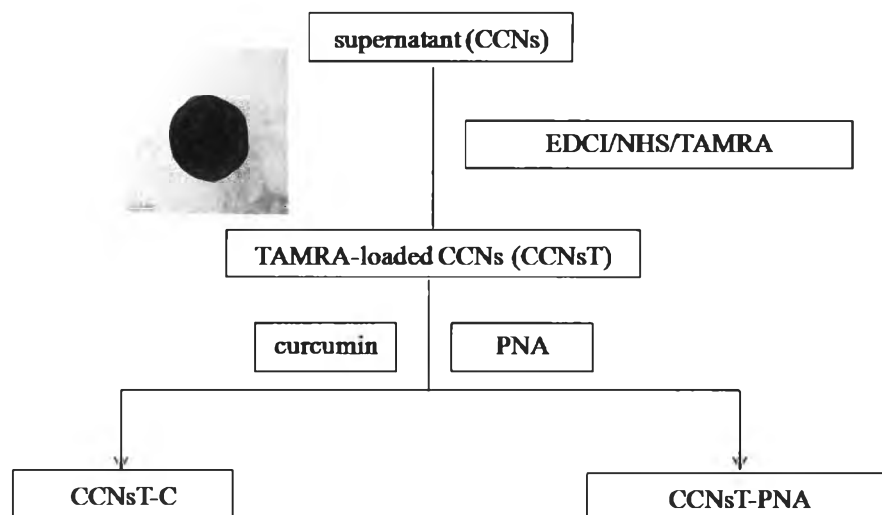 supernatant (CCNs)
EDCI/NHS/TAMRA
TAMRA-loaded CCNs (CCNsT)
curcumin
PNA
CCNsT-C
CCNsT-PNA